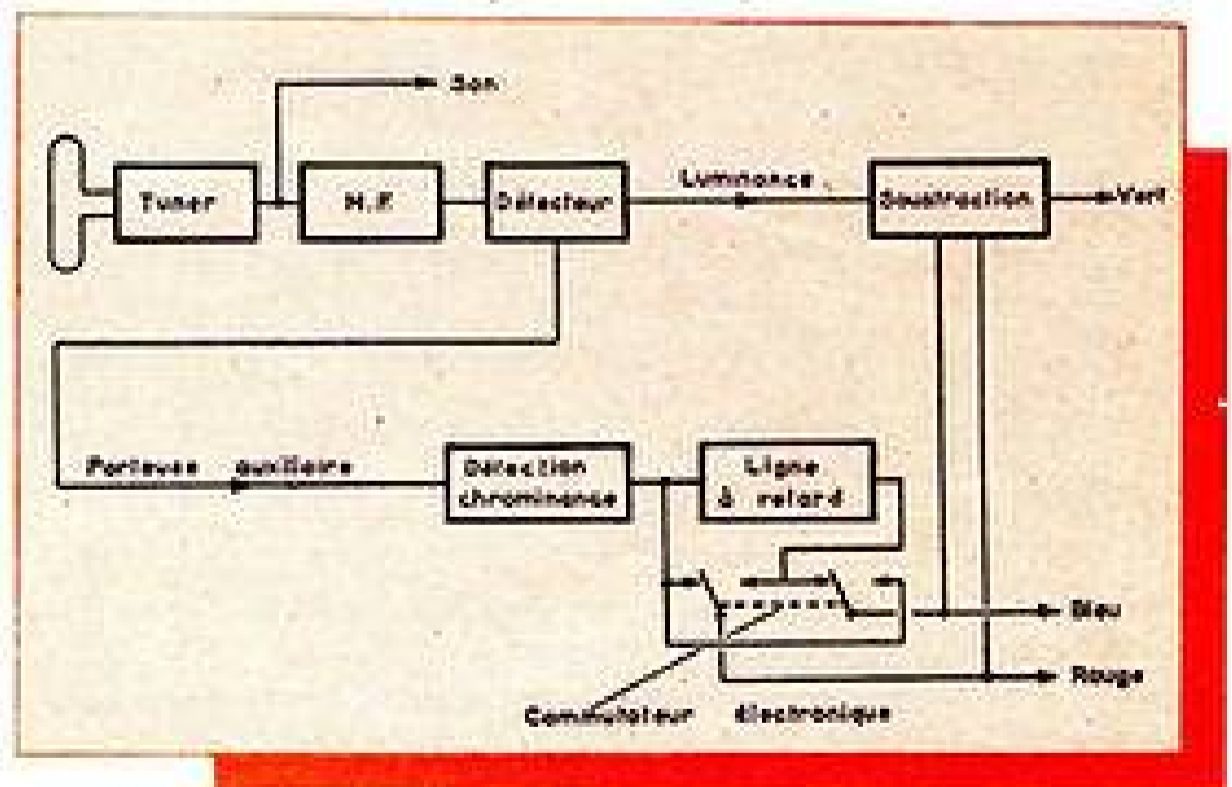 Son
Tuner
M.F.
Détecteur
Luminance
Soustraction
Vert
Porteuse auxiliaire
Détection
chrominance
Ligne
à retard
Bleu
Rouge
Commutateur électronique